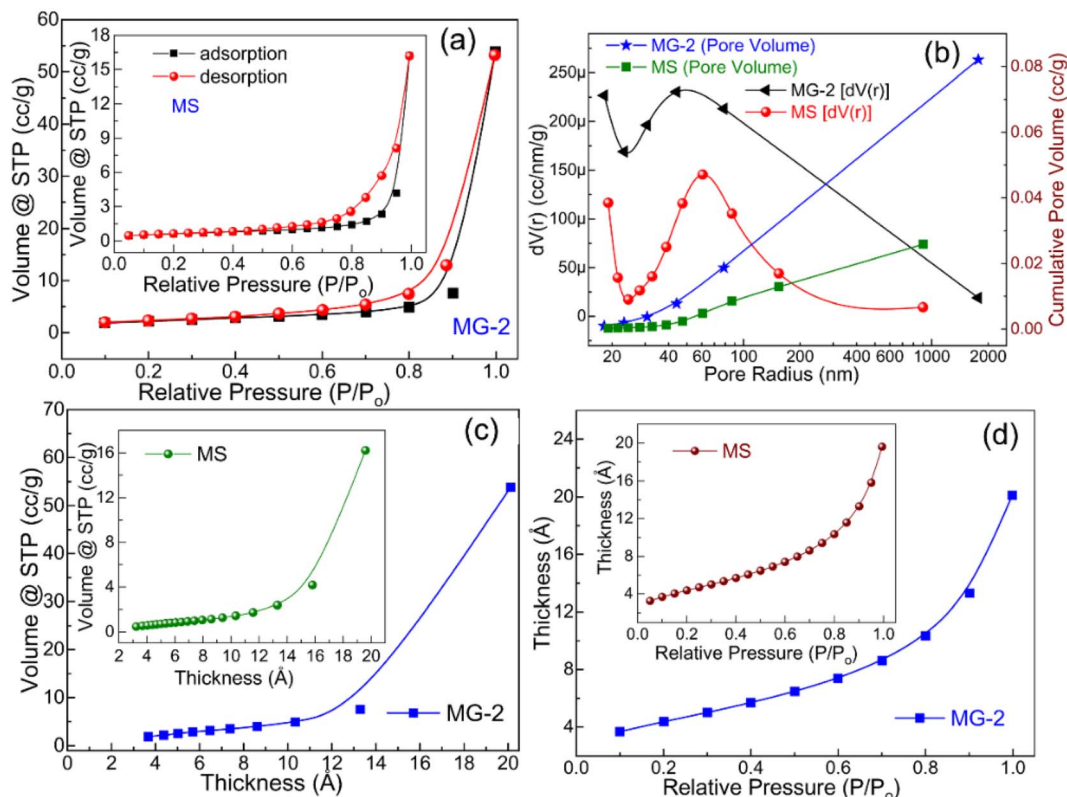 (a)
Volume @ STP (cc/g)
60
50
40
30
20
10
0
0.0 0.2 0.4 0.6 0.8 1.0
Relative Pressure (P/Po)
MG-2
Volume @ STP (cc/g)
18
15
12
9
6
3
0
0.0 0.2 0.4 0.6 0.8 1.0
Relative Pressure (P/Po)
adsorption
desorption
MS
(b)
dV(r) (cc/nm/g)
250µ
200µ
150µ
100µ
50µ
0
20 40 60 80100 200 400 600 1000 2000
Pore Radius (nm)
Cumulative Pore Volume (cc/g)
0.08
0.06
0.04
0.02
0.00
MG-2 (Pore Volume)
MS (Pore Volume)
MG-2 [dV(r)]
MS [dV(r)]
(c)
Volume @ STP (cc/g)
70
60
50
40
30
20
10
0
0 2 4 6 8 10 12 14 16 18 20
Thickness (Å)
MG-2
Volume @ STP (cc/g)
16
12
8
4
0
2 4 6 8 10 12 14 16 18 20
Thickness (Å)
MS
(d)
Thickness (Å)
24
20
16
12
8
4
0.0 0.2 0.4 0.6 0.8 1.0
Relative Pressure (P/Po)
MG-2
Thickness (Å)
20
16
12
8
4
0.0 0.2 0.4 0.6 0.8 1.0
Relative Pressure (P/Po)
MS